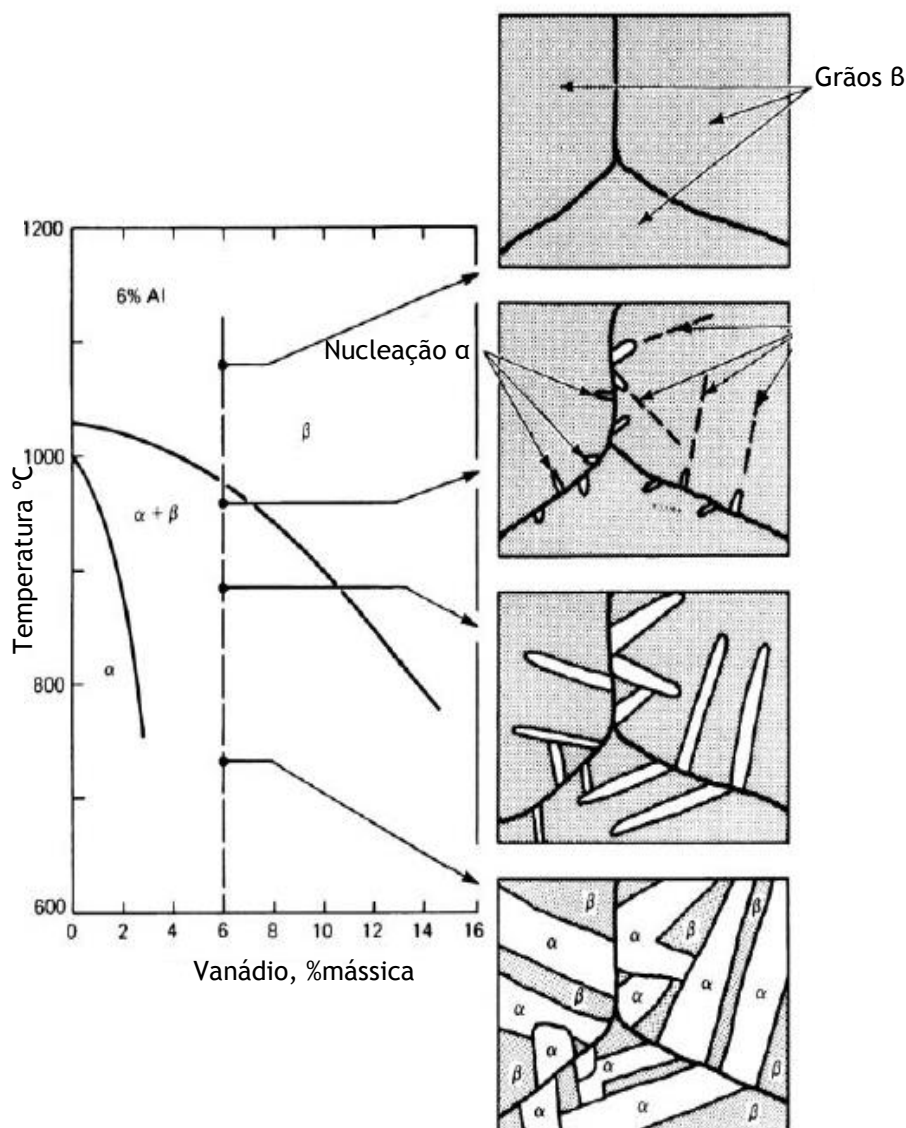 Grãos ß
1200
6% Al
Nucleação α
β
1000
α + β
Temperatura ºC
800
α
600
0 2 4 6 8 10 12 14 16
Vanádio, %mássica
β
α
β
α
β
α
α
β
α
β
α
α
β
α
α
β
β